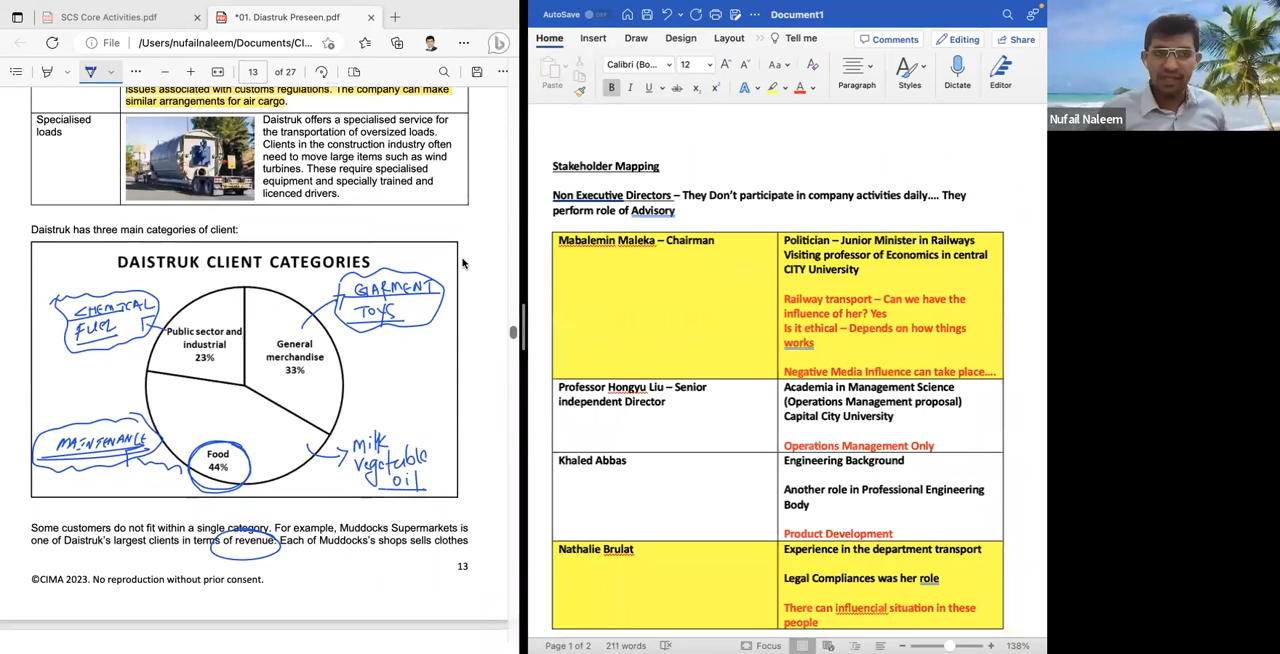 SCS Core Activities.pdf
*01. Diastruk Preseen.pdf
File
/Users/nufailnaleem/Documents/CI...
13
of 27
issues associated with customs regulations. The company can make
similar arrangements for air cargo.
Specialised
loads
Daistruk offers a specialised service for
the transportation of oversized loads.
Clients in the construction industry often
need to move large items such as wind
turbines. These require specialised
equipment and specially trained and
licenced drivers.
Daistruk has three main categories of client:
DAISTRUK CLIENT CATEGORIES
CHEMICAL
FUEL
GARMENT
TOYS
Public sector and
industrial
23%
General
merchandise
33%
MAINTENANCE
Food
44%
milk
vegetable
oil
Some customers do not fit within a single category. For example, Muddocks Supermarkets is
one of Daistruk's largest clients in terms of revenue. Each of Muddocks's shops sells clothes
13
©CIMA 2023. No reproduction without prior consent.
AutoSave OFF
Document1
Home Insert Draw Design Layout Tell me
Comments Editing Share
Paste
Calibri (Bo...
12
Paragraph
Styles
Dictate
Editor
Stakeholder Mapping
Non Executive Directors – They Don't participate in company activities daily.... They
perform role of Advisory
Mabalemin Maleka – Chairman
Politician – Junior Minister in Railways
Visiting professor of Economics in central
CITY University
Railway transport – Can we have the
influence of her? Yes
Is it ethical – Depends on how things
works
Negative Media Influence can take place....
Professor Hongyu Liu – Senior
independent Director
Academia in Management Science
(Operations Management proposal)
Capital City University
Operations Management Only
Khaled Abbas
Engineering Background
Another role in Professional Engineering
Body
Product Development
Nathalie Brulat
Experience in the department transport
Legal Compliances was her role
There can influencial situation in these
people
Page 1 of 2
211 words
Focus
138%
Nufail Naleem